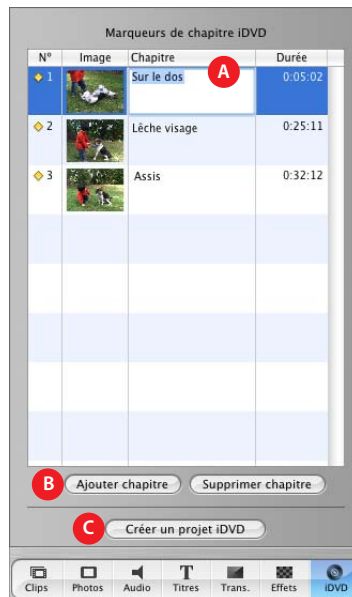 Marqueurs de chapitre iDVD
N° Image Chapitre Durée
1 Sur le dos A 0:05:02
2 Lèche visage 0:25:11
3 Assis 0:32:12
B Ajouter chapitre Supprimer chapitre
C Créer un projet iDVD
Clips Photos Audio Titres Trans. Effets iDVD